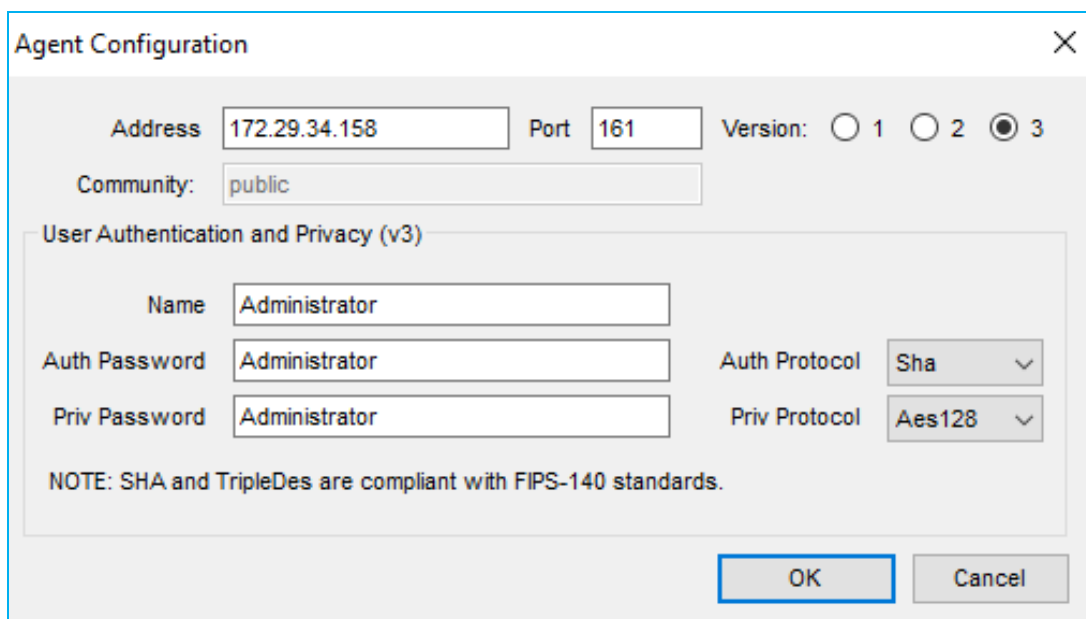 Agent Configuration
Address 172.29.34.158 Port 161 Version: 1 2 3
Community: public
User Authentication and Privacy (v3)
Name Administrator
Auth Password Administrator Auth Protocol Sha
Priv Password Administrator Priv Protocol Aes128
NOTE: SHA and TripleDes are compliant with FIPS-140 standards.
OK Cancel